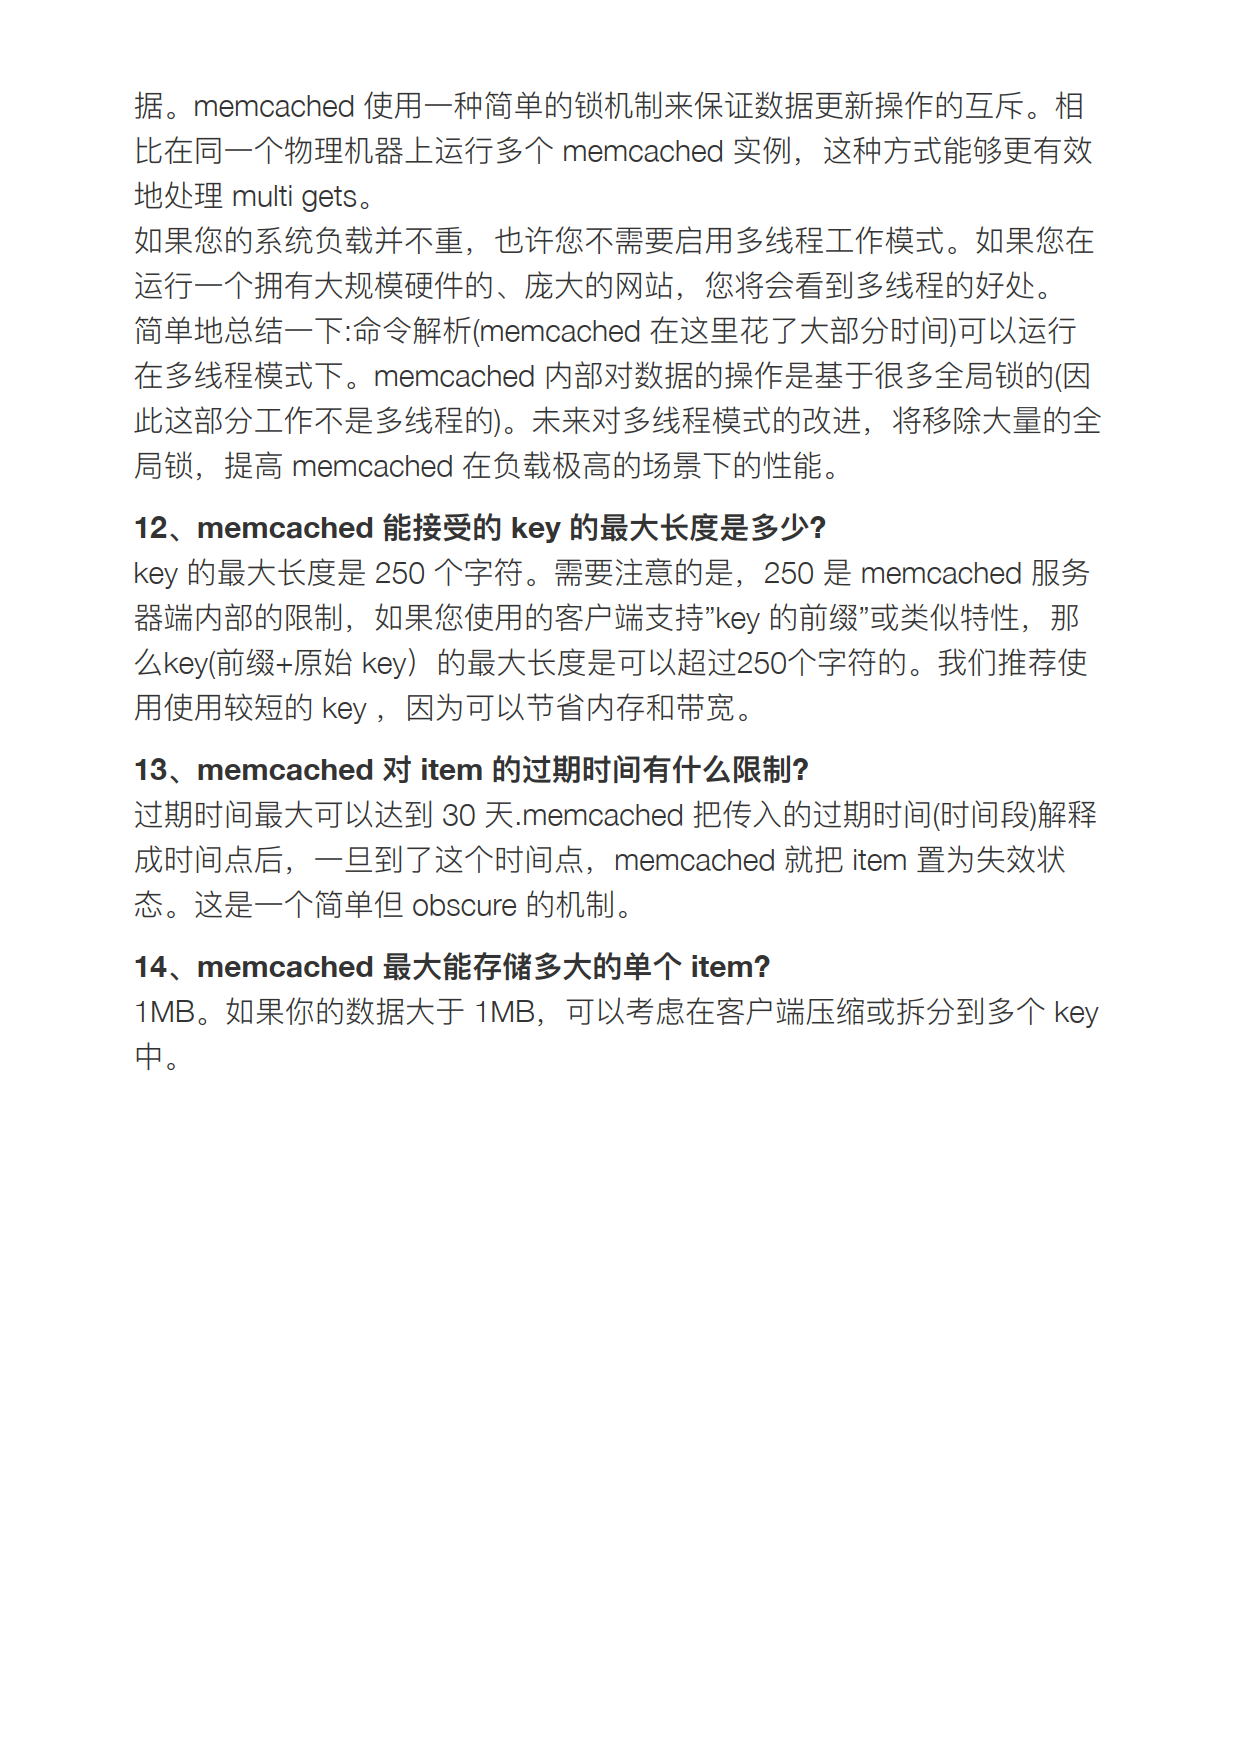 据。memcached 使用一种简单的锁机制来保证数据更新操作的互斥。相
比在同一个物理机器上运行多个 memcached 实例，这种方式能够更有效
地处理 multi gets。
如果您的系统负载并不重，也许您不需要启用多线程工作模式。如果您在
运行一个拥有大规模硬件的、庞大的网站，您将会看到多线程的好处。
简单地总结一下:命令解析(memcached 在这里花了大部分时间)可以运行
在多线程模式下。memcached 内部对数据的操作是基于很多全局锁的(因
此这部分工作不是多线程的)。未来对多线程模式的改进，将移除大量的全
局锁，提高 memcached 在负载极高的场景下的性能。
12、memcached 能接受的 key 的最大长度是多少?
key 的最大长度是 250 个字符。需要注意的是，250 是 memcached 服务
器端内部的限制，如果您使用的客户端支持”key 的前缀”或类似特性，那
么key(前缀+原始 key）的最大长度是可以超过250个字符的。我们推荐使
用使用较短的 key ，因为可以节省内存和带宽。
13、memcached 对 item 的过期时间有什么限制?
过期时间最大可以达到 30 天.memcached 把传入的过期时间(时间段)解释
成时间点后，一旦到了这个时间点，memcached 就把 item 置为失效状
态。这是一个简单但 obscure 的机制。
14、memcached 最大能存储多大的单个 item?
1MB。如果你的数据大于 1MB，可以考虑在客户端压缩或拆分到多个 key
中。